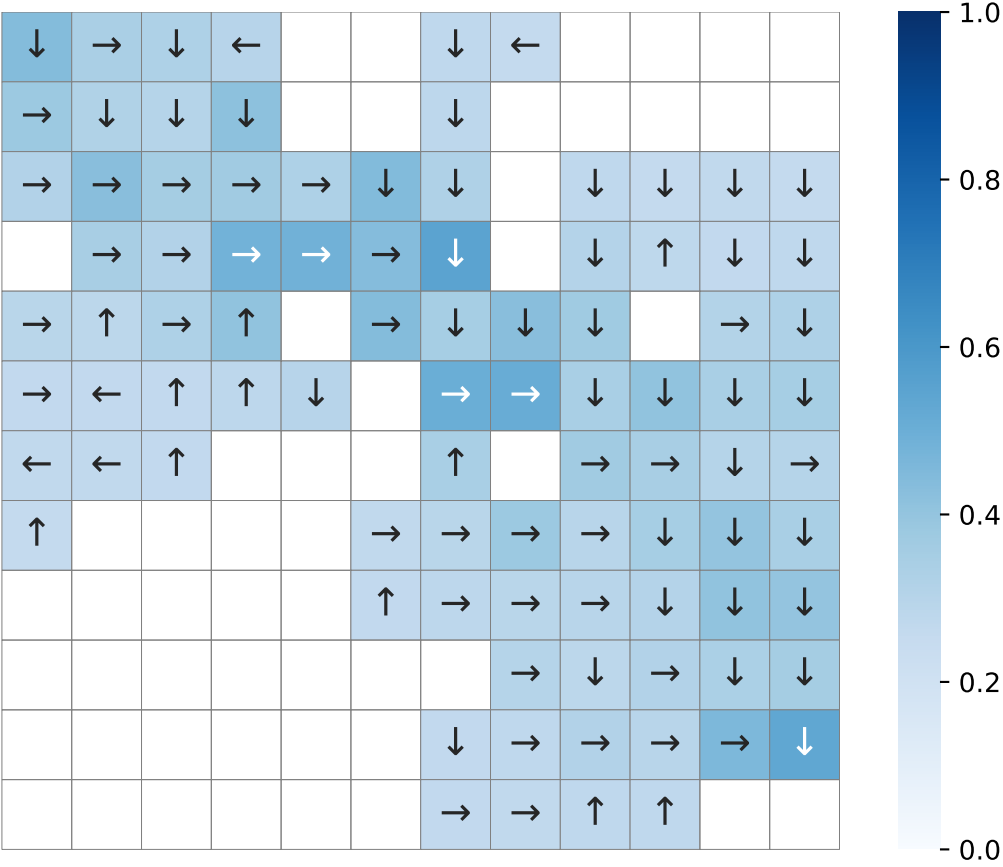 ↓ → ↓ ← ↓ ← 1.0
→ ↓ ↓ ↓ ↓
→ → → → → ↓ ↓ ↓ ↓ ↓ ↓ 0.8
→ → → → → ↓ ↓ ↑ ↓ ↓
→ ↑ → ↑ → ↓ ↓ ↓ → ↓ 0.6
→ ← ↑ ↑ ↓ → → ↓ ↓ ↓ ↓
← ← ↑ ↑ → → ↓ →
↑ → → → → ↓ ↓ ↓ 0.4
↑ → → → ↓ ↓ ↓
→ ↓ → ↓ ↓ 0.2
↓ → → → → ↓
→ → ↑ ↑ 0.0